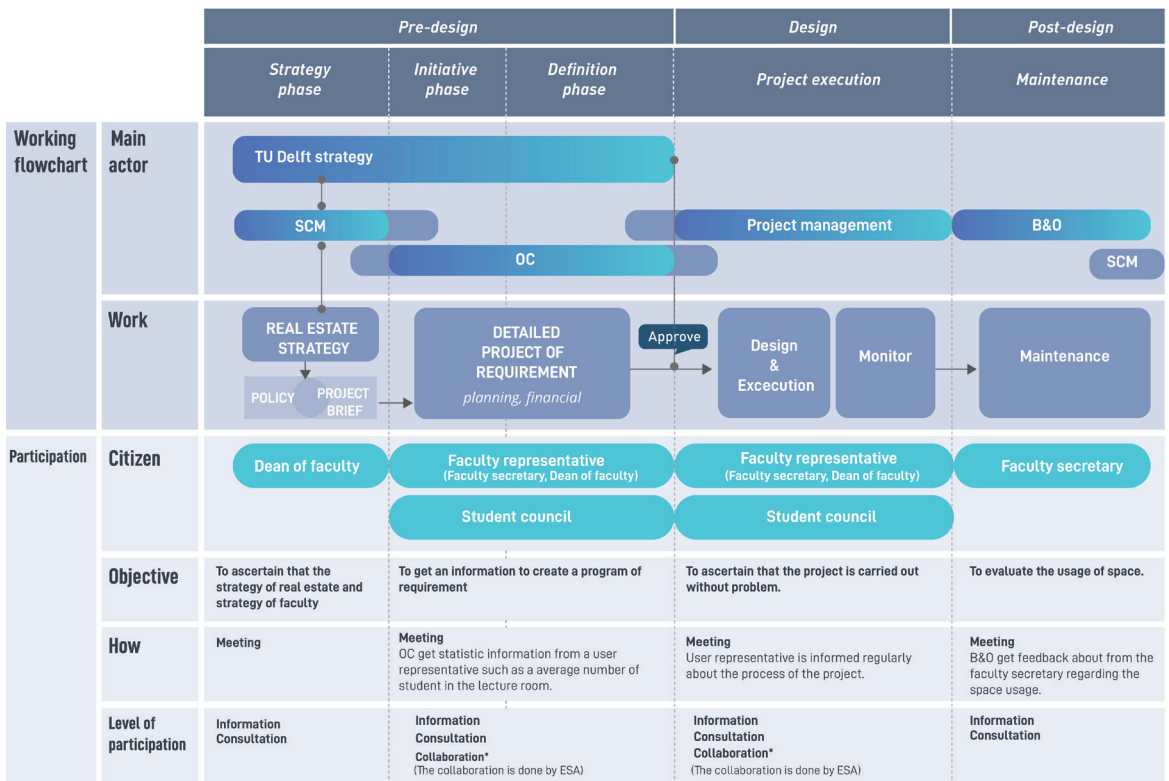 Pre-design
Design
Post-design
Strategy
phase
Initiative
phase
Definition
phase
Project execution
Maintenance
Working
flowchart
Main
actor
TU Delft strategy
SCM
Project management
B&O
OC
SCM
Work
REAL ESTATE
STRATEGY
POLICY
PROJECT
BRIEF
DETAILED
PROJECT OF
REQUIREMENT
planning, financial
Approve
Design
&
Excecution
Monitor
Maintenance
Participation
Citizen
Dean of faculty
Faculty representative
(Faculty secretary, Dean of faculty)
Faculty representative
(Faculty secretary, Dean of faculty)
Faculty secretary
Student council
Student council
Objective
To ascertain that the
strategy of real estate and
strategy of faculty
To get an information to create a program of
requirement
To ascertain that the project is carried out
without problem.
To evaluate the usage of space.
How
Meeting
Meeting
OC get statistic information from a user
representative such as a average number of
student in the lecture room.
Meeting
User representative is informed regularly
about the process of the project.
Meeting
B&O get feedback about from the
faculty secretary regarding the
space usage.
Level of
participation
Information
Consultation
Information
Consultation
Collaboration*
(The collaboration is done by ESA)
Information
Consultation
Collaboration*
(The collaboration is done by ESA)
Information
Consultation